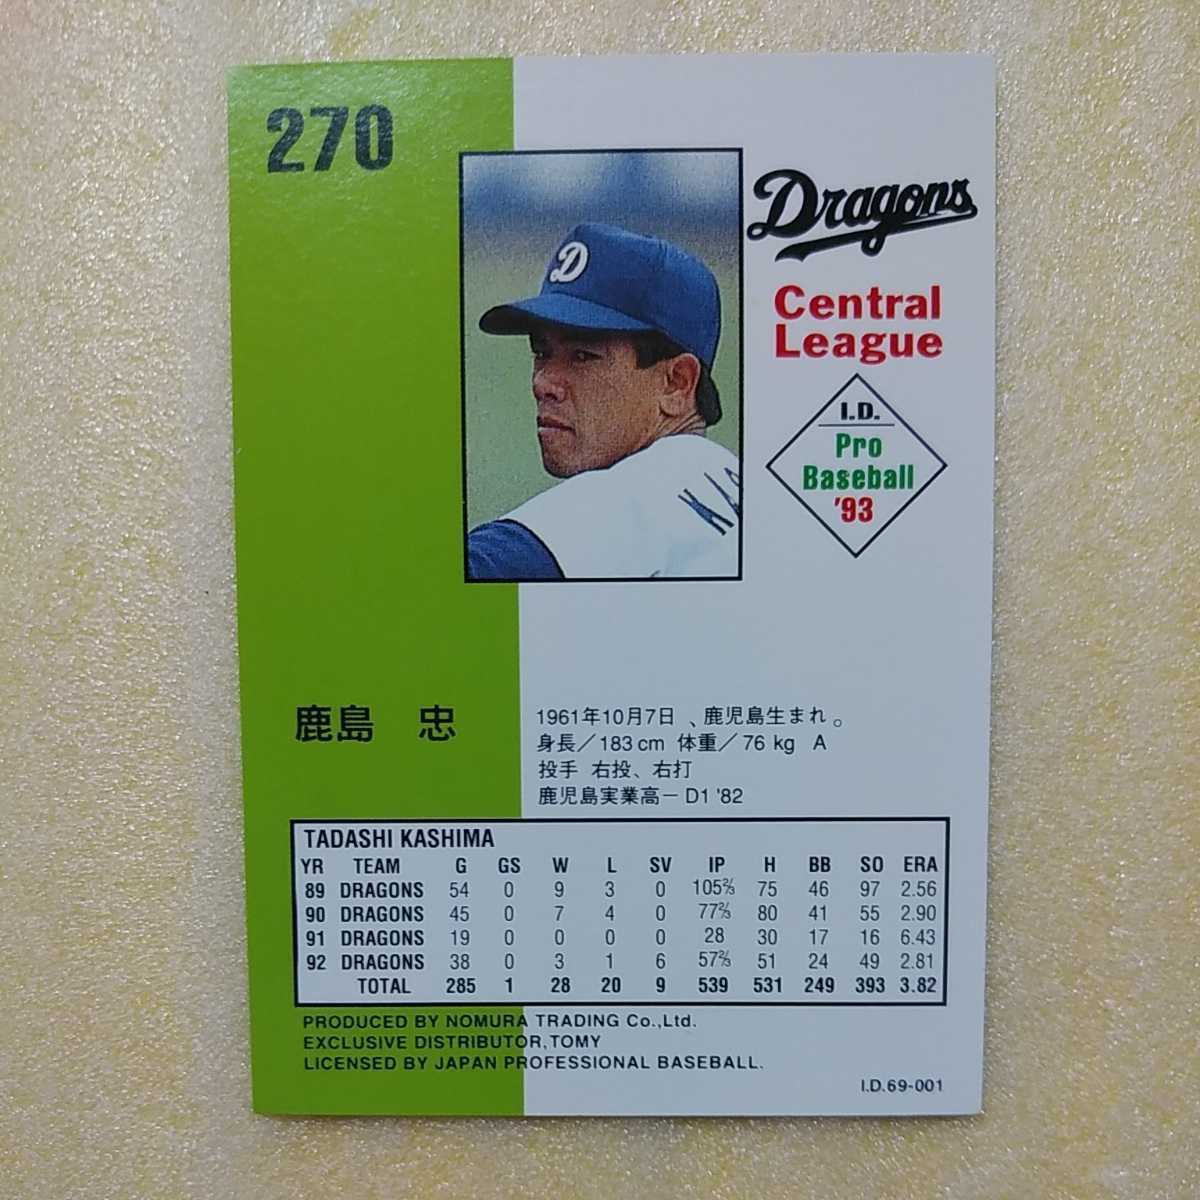 270
D
KA
Dragons
Central
League
I.D.
Pro
Baseball
'93
鹿島 忠
1961年10月7日 、鹿児島生まれ。
身長／183cm 体重／76kg A
投手 右投、右打
鹿児島実業高－D1 '82
TADASHI KASHIMA
YR TEAM G GS W L SV IP H BB SO ERA
89 DRAGONS 54 0 9 3 0 105⅔ 75 46 97 2.56
90 DRAGONS 45 0 7 4 0 77⅔ 80 41 55 2.90
91 DRAGONS 19 0 0 0 0 28 30 17 16 6.43
92 DRAGONS 38 0 3 1 6 57⅔ 51 24 49 2.81
TOTAL 285 1 28 20 9 539 531 249 393 3.82
PRODUCED BY NOMURA TRADING Co.,Ltd.
EXCLUSIVE DISTRIBUTOR,TOMY
LICENSED BY JAPAN PROFESSIONAL BASEBALL.
I.D.69-001